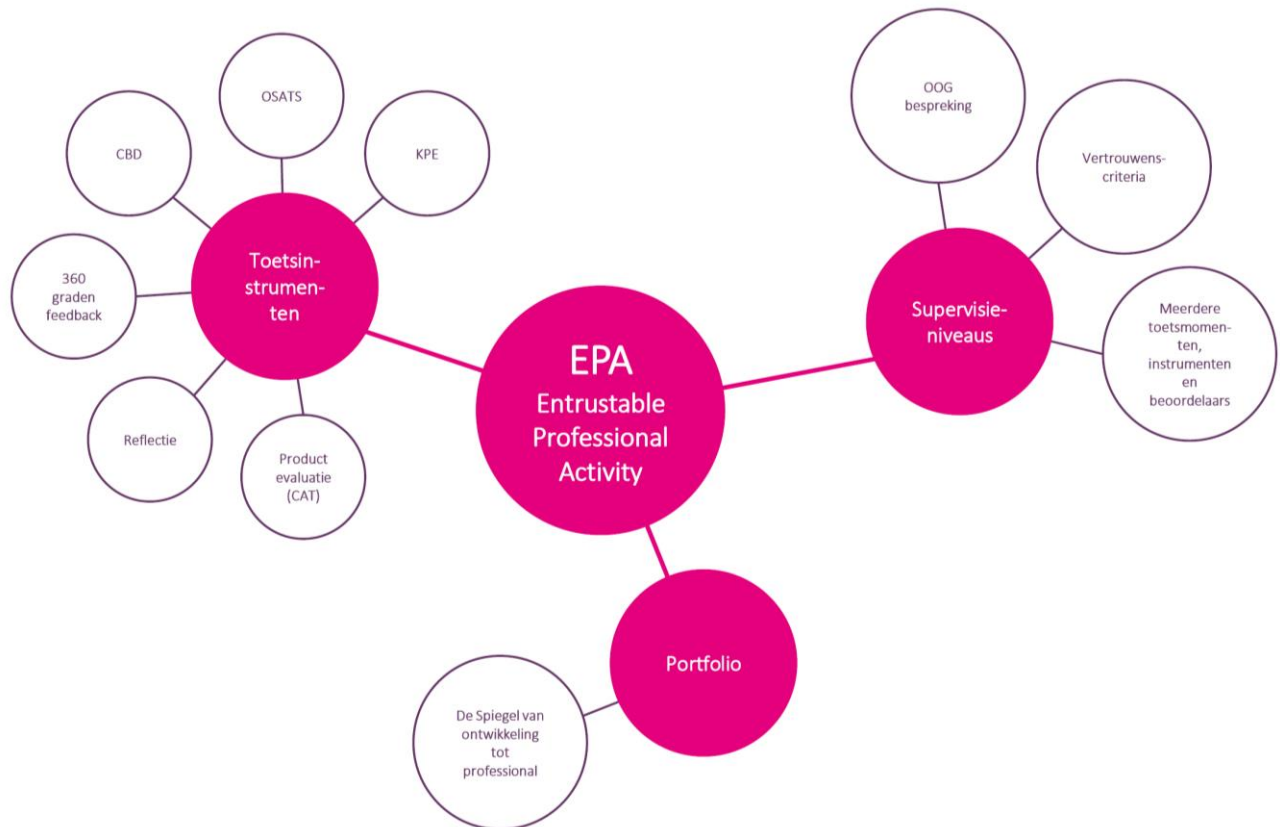 OSATS
CBD
KPE
360
graden
feedback
Toetsin-
strumen-
ten
Reflectie
Product
evaluatie
(CAT)
EPA
Entrustable
Professional
Activity
OOG
bespreking
Vertrouwens-
criteria
Supervisie-
niveaus
Meerdere
toetsmomen-
ten,
instrumenten
en
beoordelaars
Portfolio
De Spiegel van
ontwikkeling
tot
professional